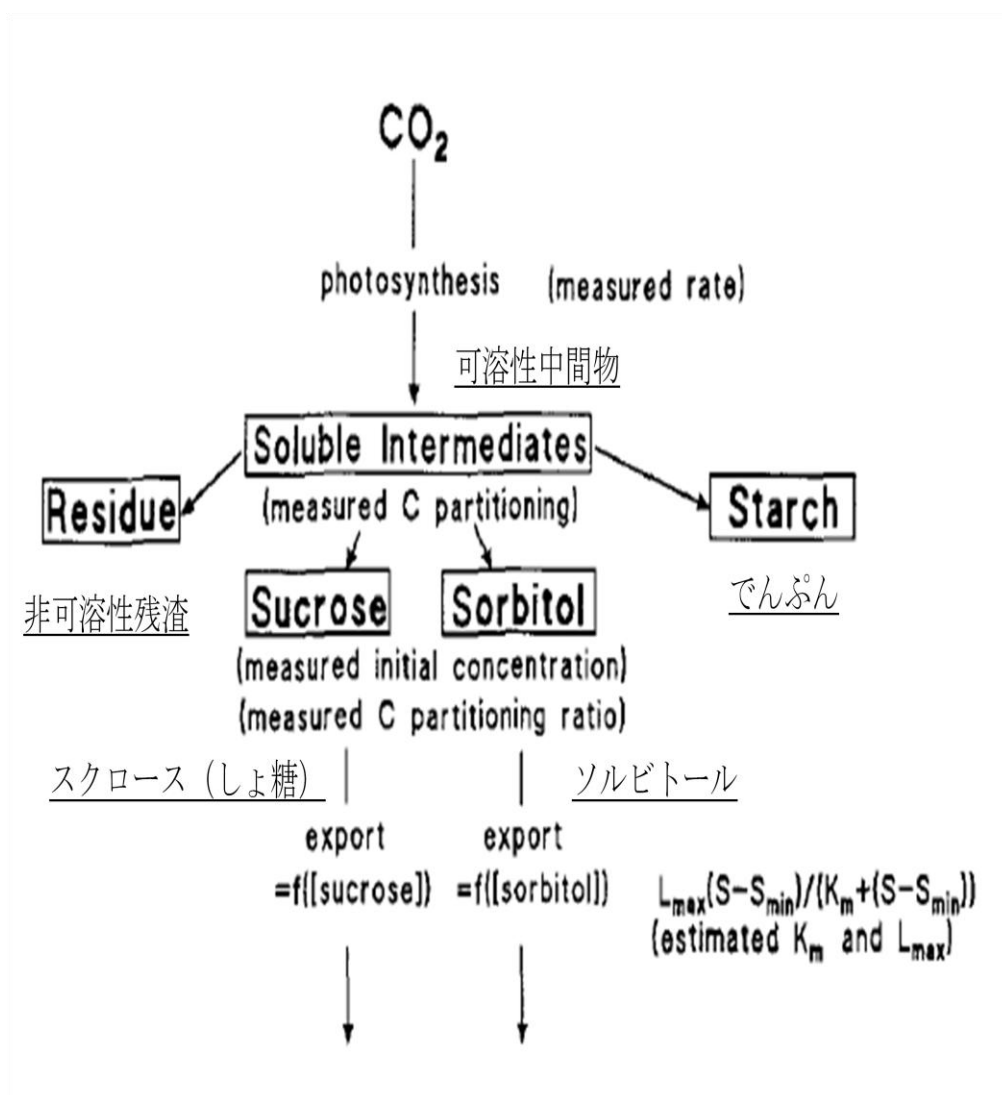 CO₂
photosynthesis (measured rate)
可溶性中間物
Soluble Intermediates
Residue
(measured C partitioning)
Starch
Sucrose
Sorbitol
でんぷん
非可溶性残渣
(measured initial concentration)
(measured C partitioning ratio)
スクロース（しょ糖）
ソルビトール
export
export
=f([sucrose])
=f([sorbitol])
Lmax(S-Smin)/{Km+(S-Smin)}
(estimated Km and Lmax)